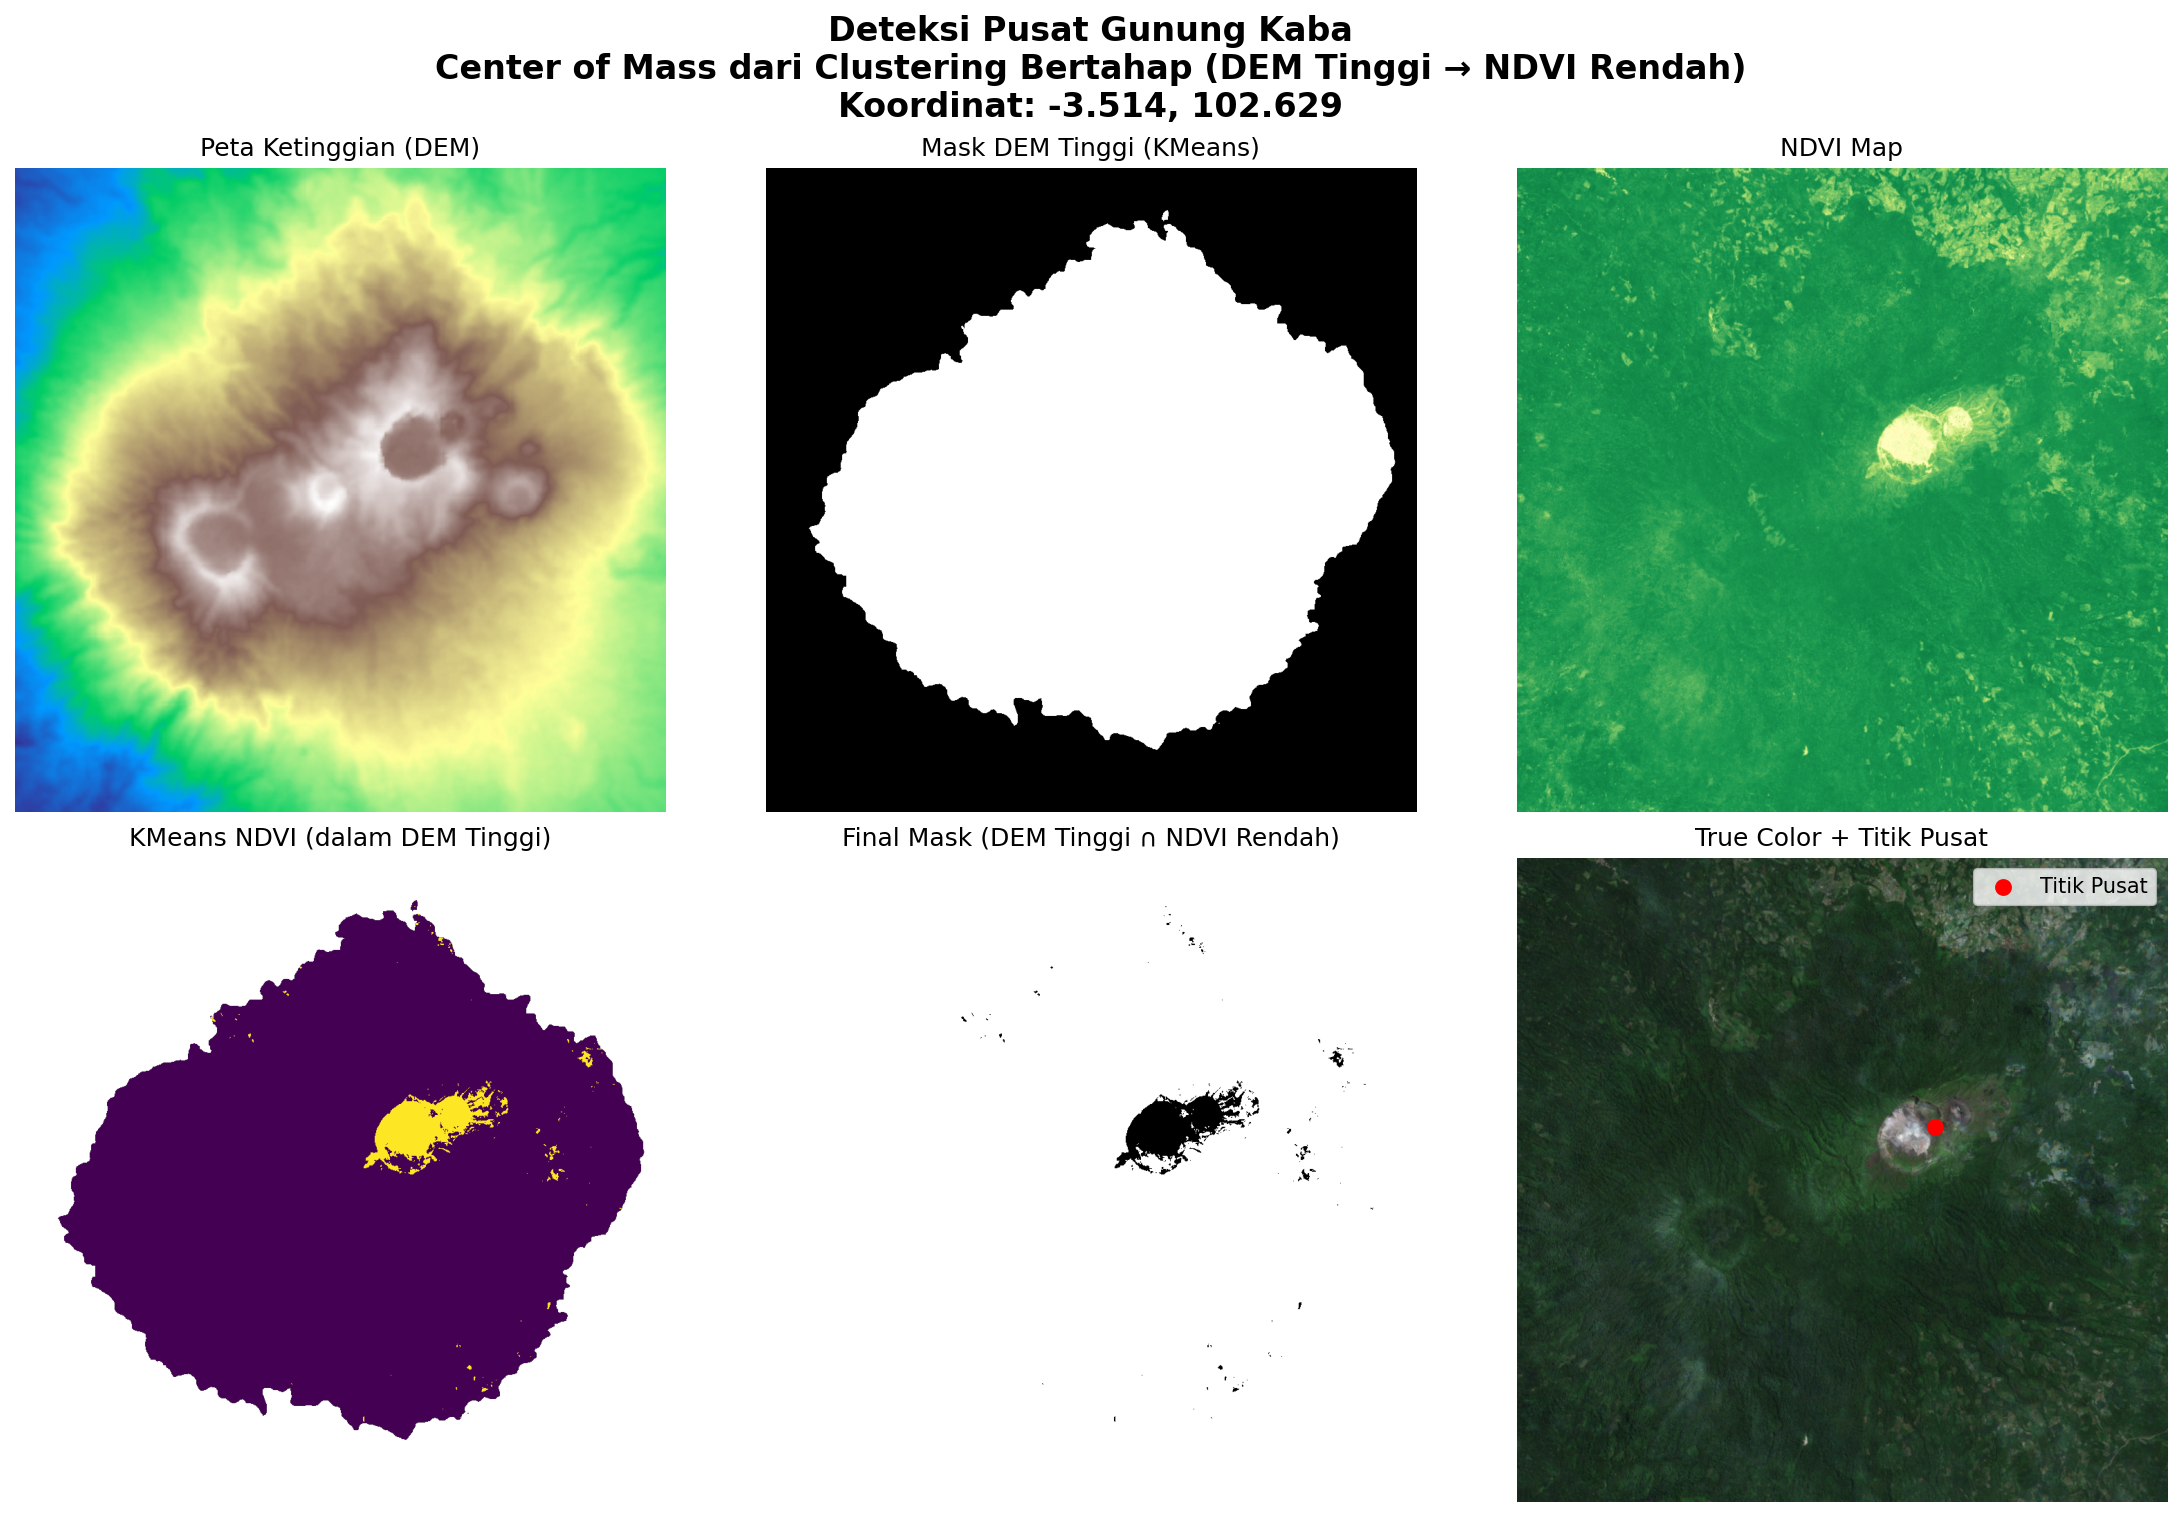 Deteksi Pusat Gunung Kaba
Center of Mass dari Clustering Bertahap (DEM Tinggi → NDVI Rendah)
Koordinat: -3.514, 102.629
Peta Ketinggian (DEM)
Mask DEM Tinggi (KMeans)
NDVI Map
KMeans NDVI (dalam DEM Tinggi)
Final Mask (DEM Tinggi ∩ NDVI Rendah)
True Color + Titik Pusat
Titik Pusat